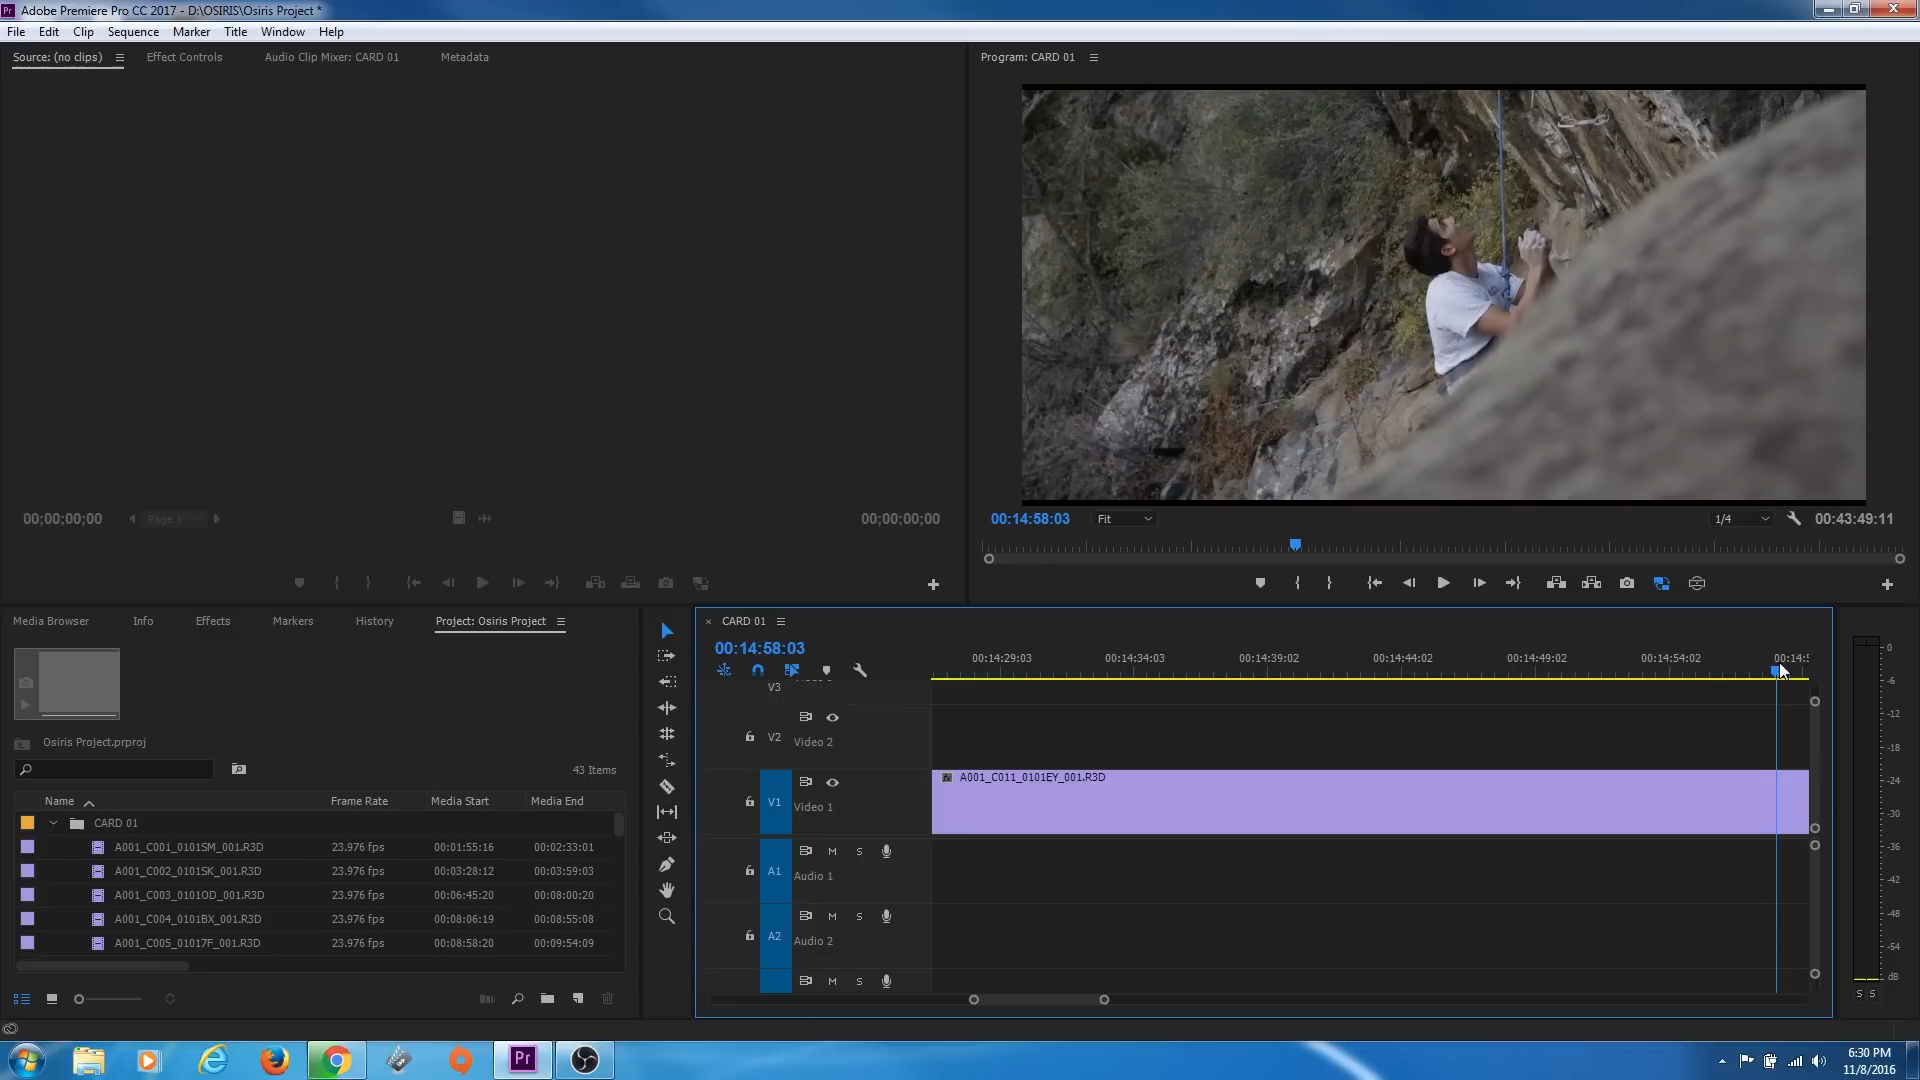 Pr Adobe Premiere Pro CC 2017 - D:\OSIRIS\Osiris Project *
File Edit Clip Sequence Marker Title Window Help
Source: (no clips) Effect Controls Audio Clip Mixer: CARD 01 Metadata
Program: CARD 01
00;00;00;00 Page 1 00;00;00;00
00:14:58:03 Fit 1/4 00:43:49:11
Media Browser Info Effects Markers History Project: Osiris Project
Osiris Project.prproj
43 Items
Name Frame Rate Media Start Media End
CARD 01
A001_C001_0101SM_001.R3D 23.976 fps 00:01:55:16 00:02:33:01
A001_C002_0101SK_001.R3D 23.976 fps 00:03:28:12 00:03:59:03
A001_C003_0101OD_001.R3D 23.976 fps 00:06:45:20 00:08:00:20
A001_C004_0101BX_001.R3D 23.976 fps 00:08:06:19 00:08:55:08
A001_C005_01017F_001.R3D 23.976 fps 00:08:58:20 00:09:54:09
× CARD 01
00:14:58:03
00:14:29:03 00:14:34:03 00:14:39:02 00:14:44:02 00:14:49:02 00:14:54:02 00:14:5
V3
V2 Video 2
A001_C011_0101EY_001.R3D
V1 Video 1
M S
A1 Audio 1
M S
A2 Audio 2
M S
0
-6
-12
-18
-24
-30
-36
-42
-48
-54
dB
S S
Pr
6:30 PM
11/8/2016